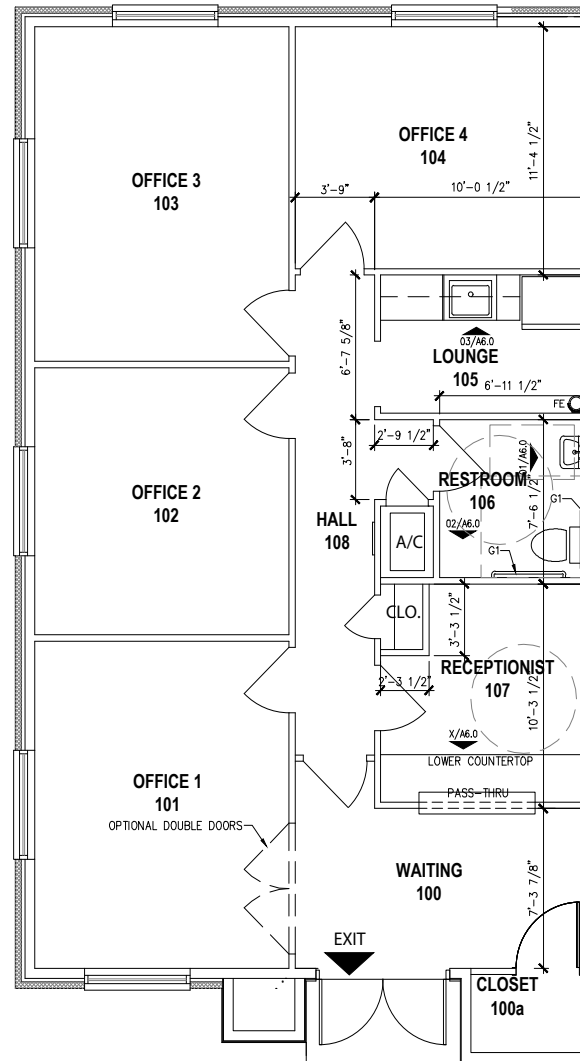 OFFICE 4
104
11'-4 1/2"
OFFICE 3
103
3'-9"
10'-0 1/2"
03/A6.0
LOUNGE
105
6'-7 5/8"
6'-11 1/2"
FE
2'-9 1/2"
3'-8"
01/A6.0
RESTROOM
106
7'-6 1/2"
OFFICE 2
102
G1
HALL
108
02/A6.0
A/C
G1
CLO.
3'-3 1/2"
RECEPTIONIST
107
2'-3 1/2"
10'-3 1/2"
X/A6.0
LOWER COUNTERTOP
OFFICE 1
101
PASS-THRU
OPTIONAL DOUBLE DOORS
WAITING
100
7'-3 7/8"
EXIT
CLOSET
100a